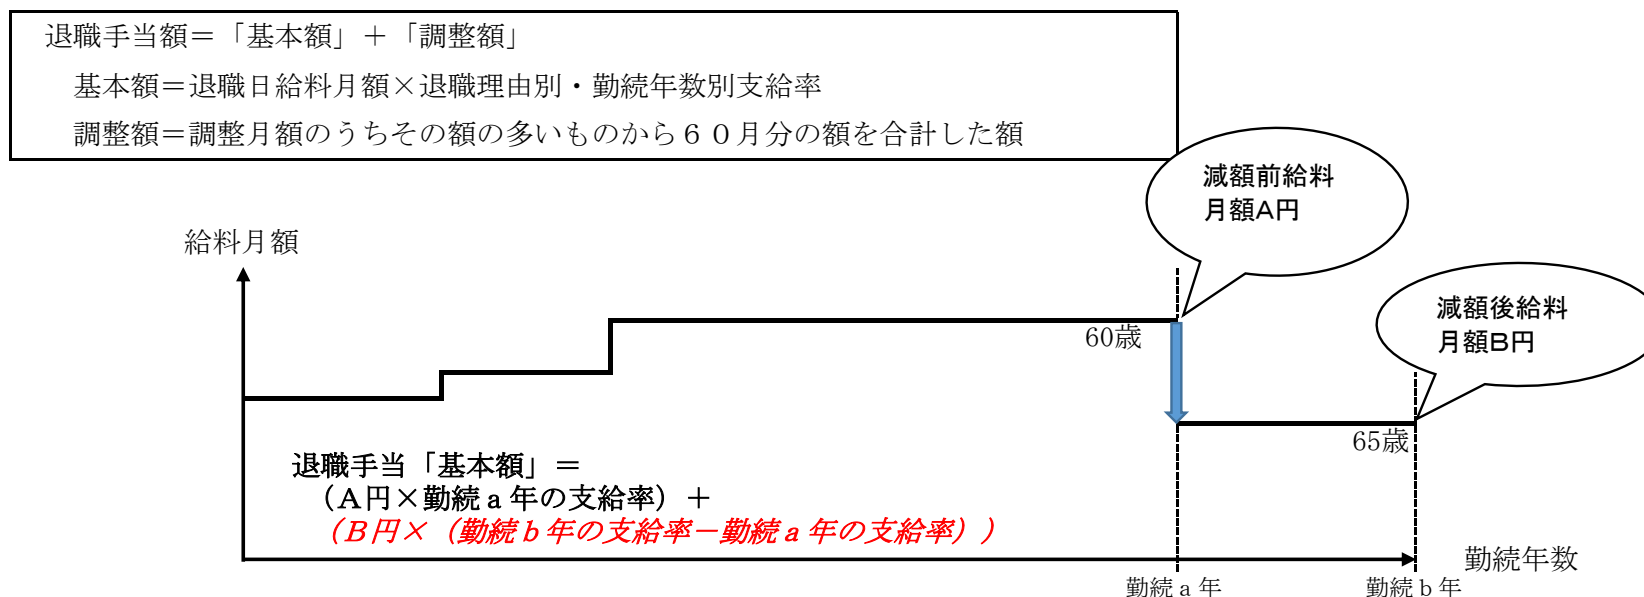 退職手当額＝「基本額」＋「調整額」
基本額＝退職日給料月額×退職理由別・勤続年数別支給率
調整額＝調整月額のうちその額の多いものから６０月分の額を合計した額
減額前給料
月額Ａ円
給料月額
減額後給料
月額Ｂ円
60歳
65歳
退職手当「基本額」＝
（Ａ円×勤続ａ年の支給率）＋
（Ｂ円×（勤続ｂ年の支給率－勤続ａ年の支給率））
勤続年数
勤続ａ年
勤続ｂ年